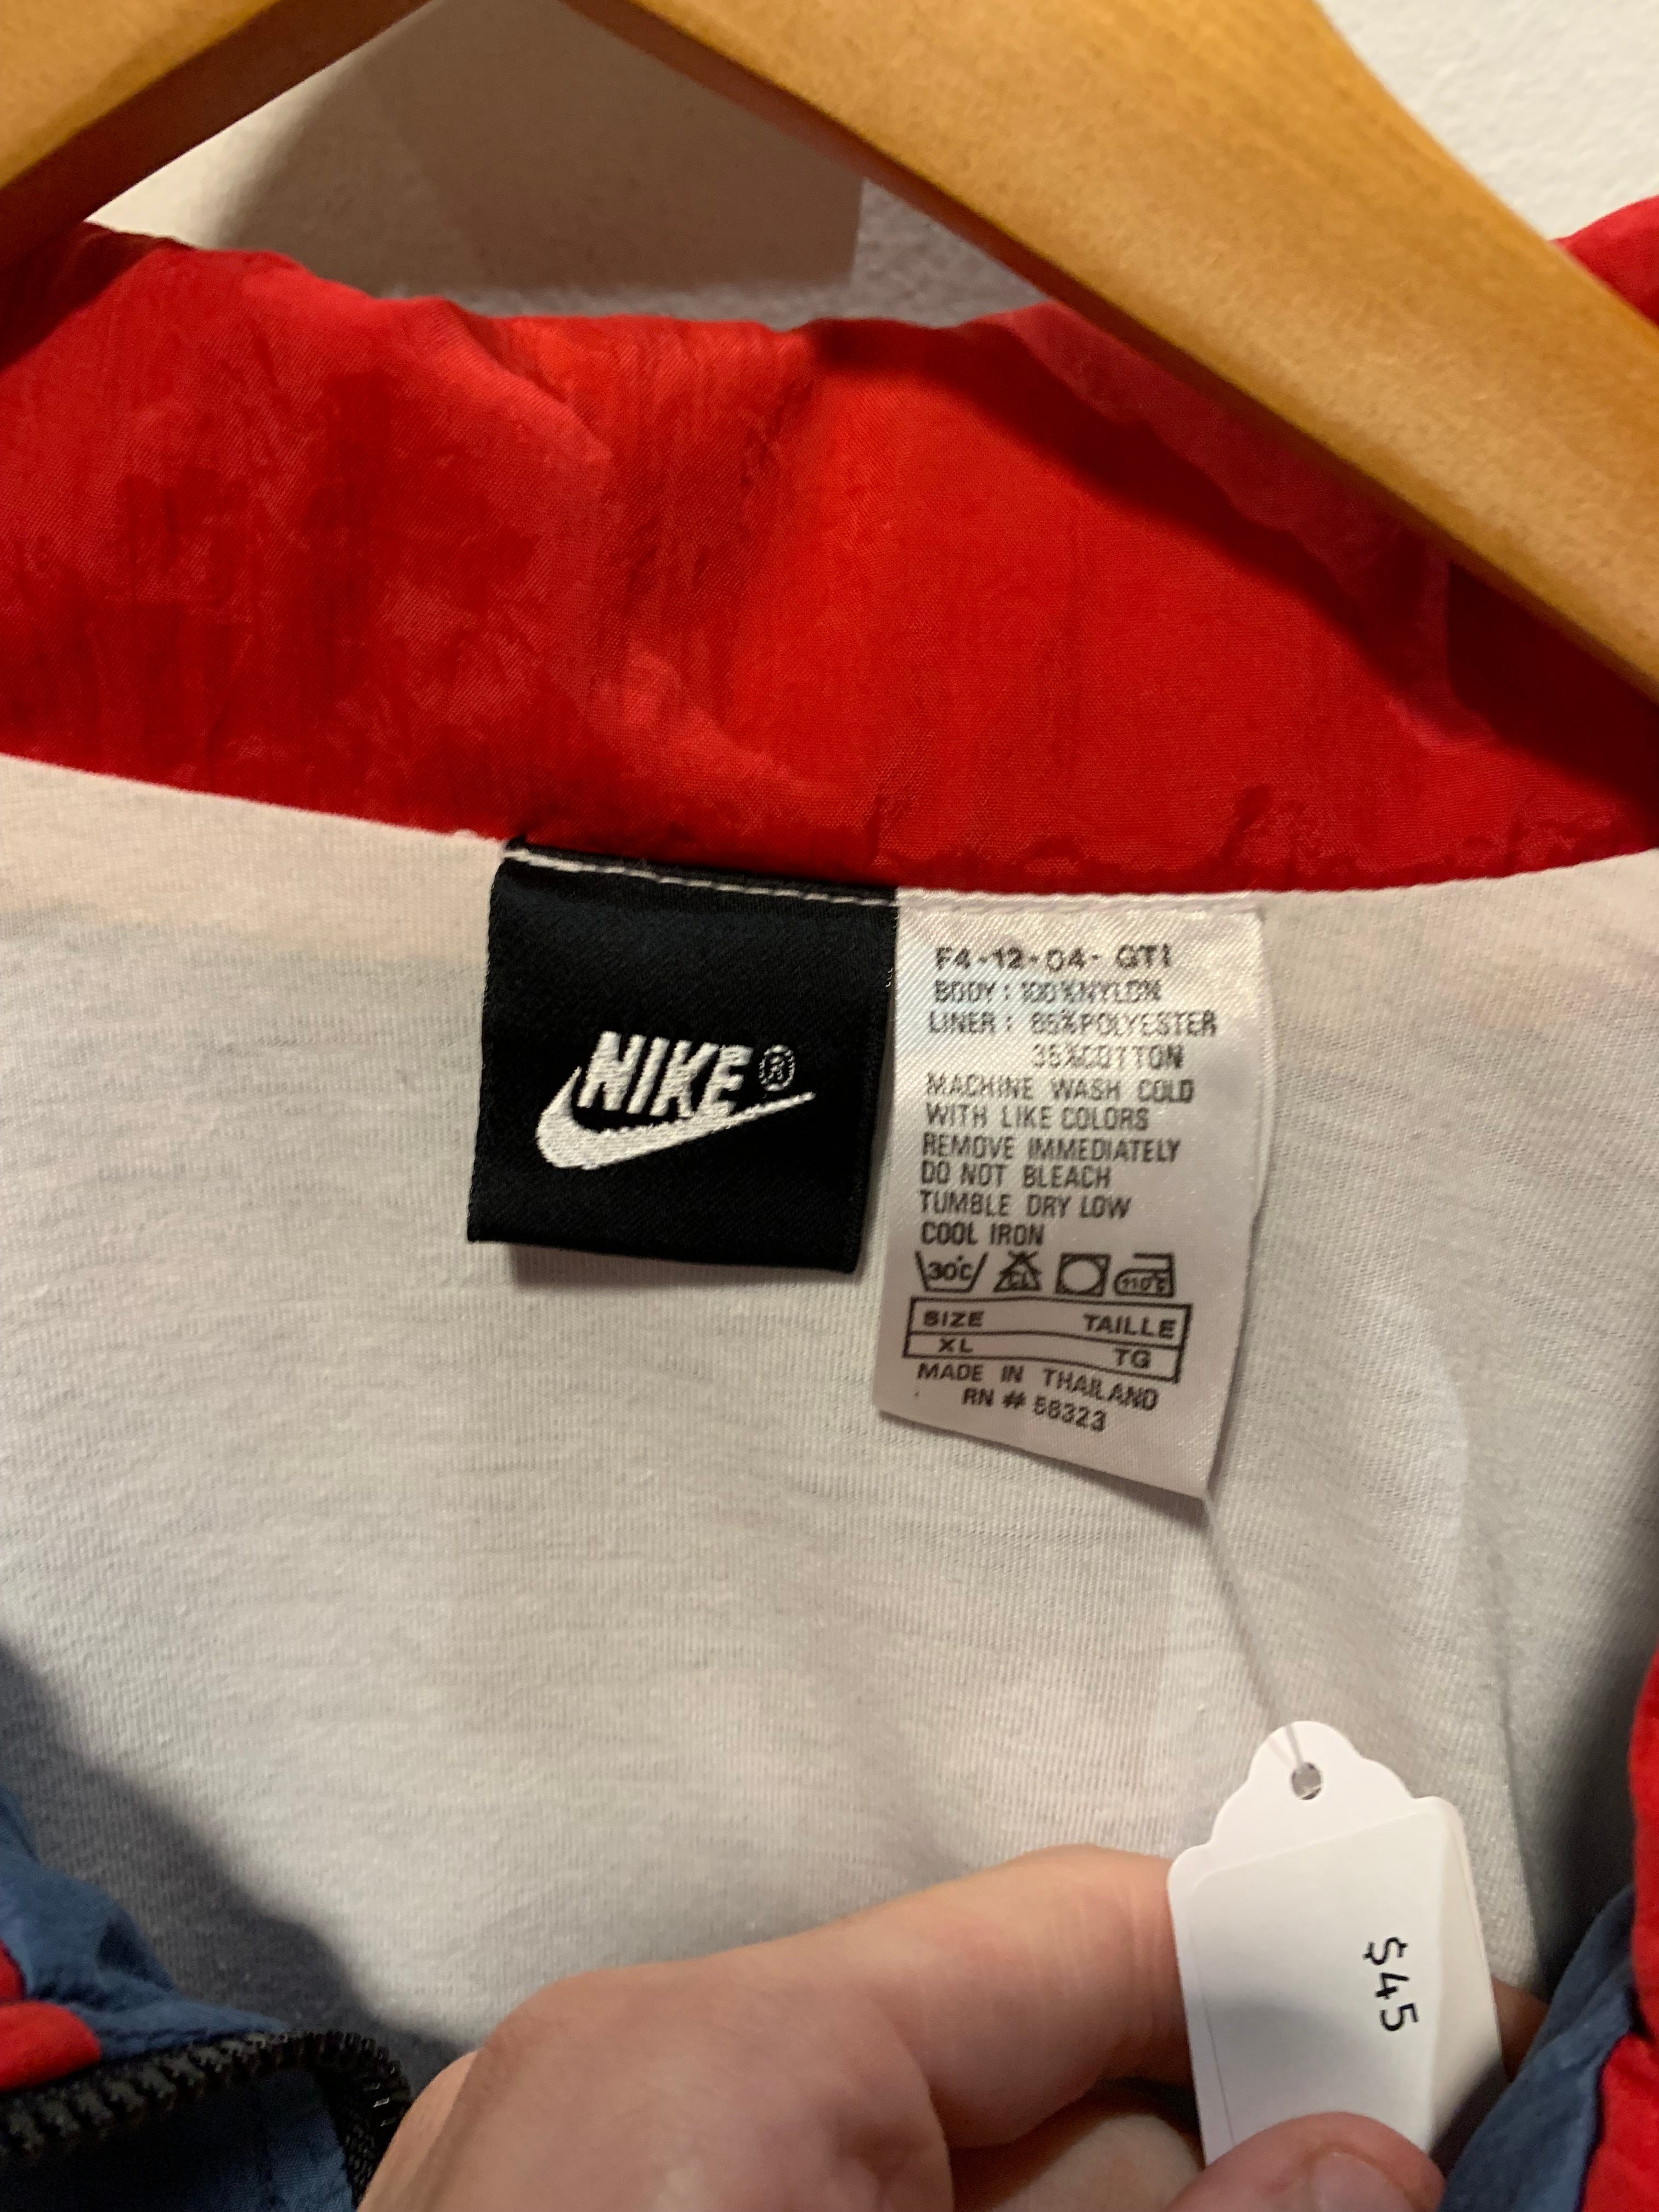 NIKE®
F4-12-04- GTI
BODY: 100%NYLON
LINER: 65%POLYESTER
35%COTTON
MACHINE WASH COLD
WITH LIKE COLORS
REMOVE IMMEDIATELY
DO NOT BLEACH
TUMBLE DRY LOW
COOL IRON
30°C CL 110°C
SIZE TAILLE
XL TG
MADE IN THAILAND
RN # 58323
$45